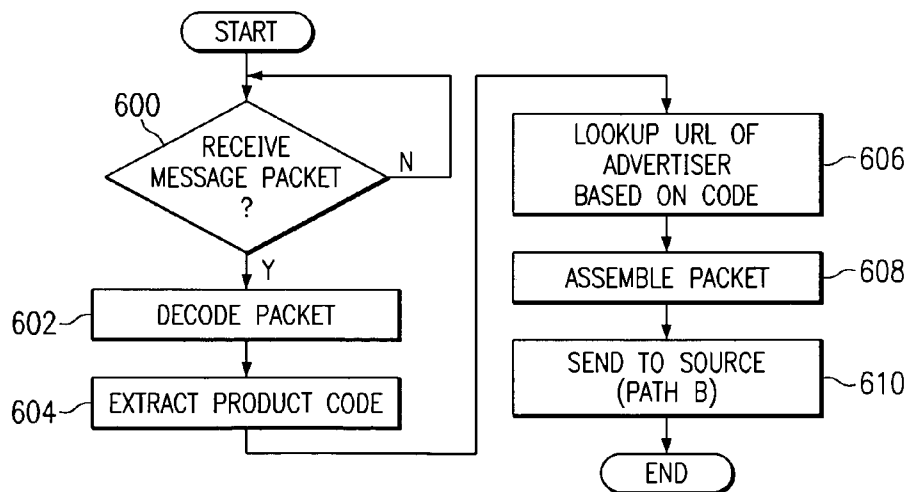 START
600
RECEIVE
MESSAGE PACKET
?
N
Y
602
DECODE PACKET
604
EXTRACT PRODUCT CODE
LOOKUP URL OF
ADVERTISER
BASED ON CODE
606
ASSEMBLE PACKET
608
SEND TO SOURCE
(PATH B)
610
END